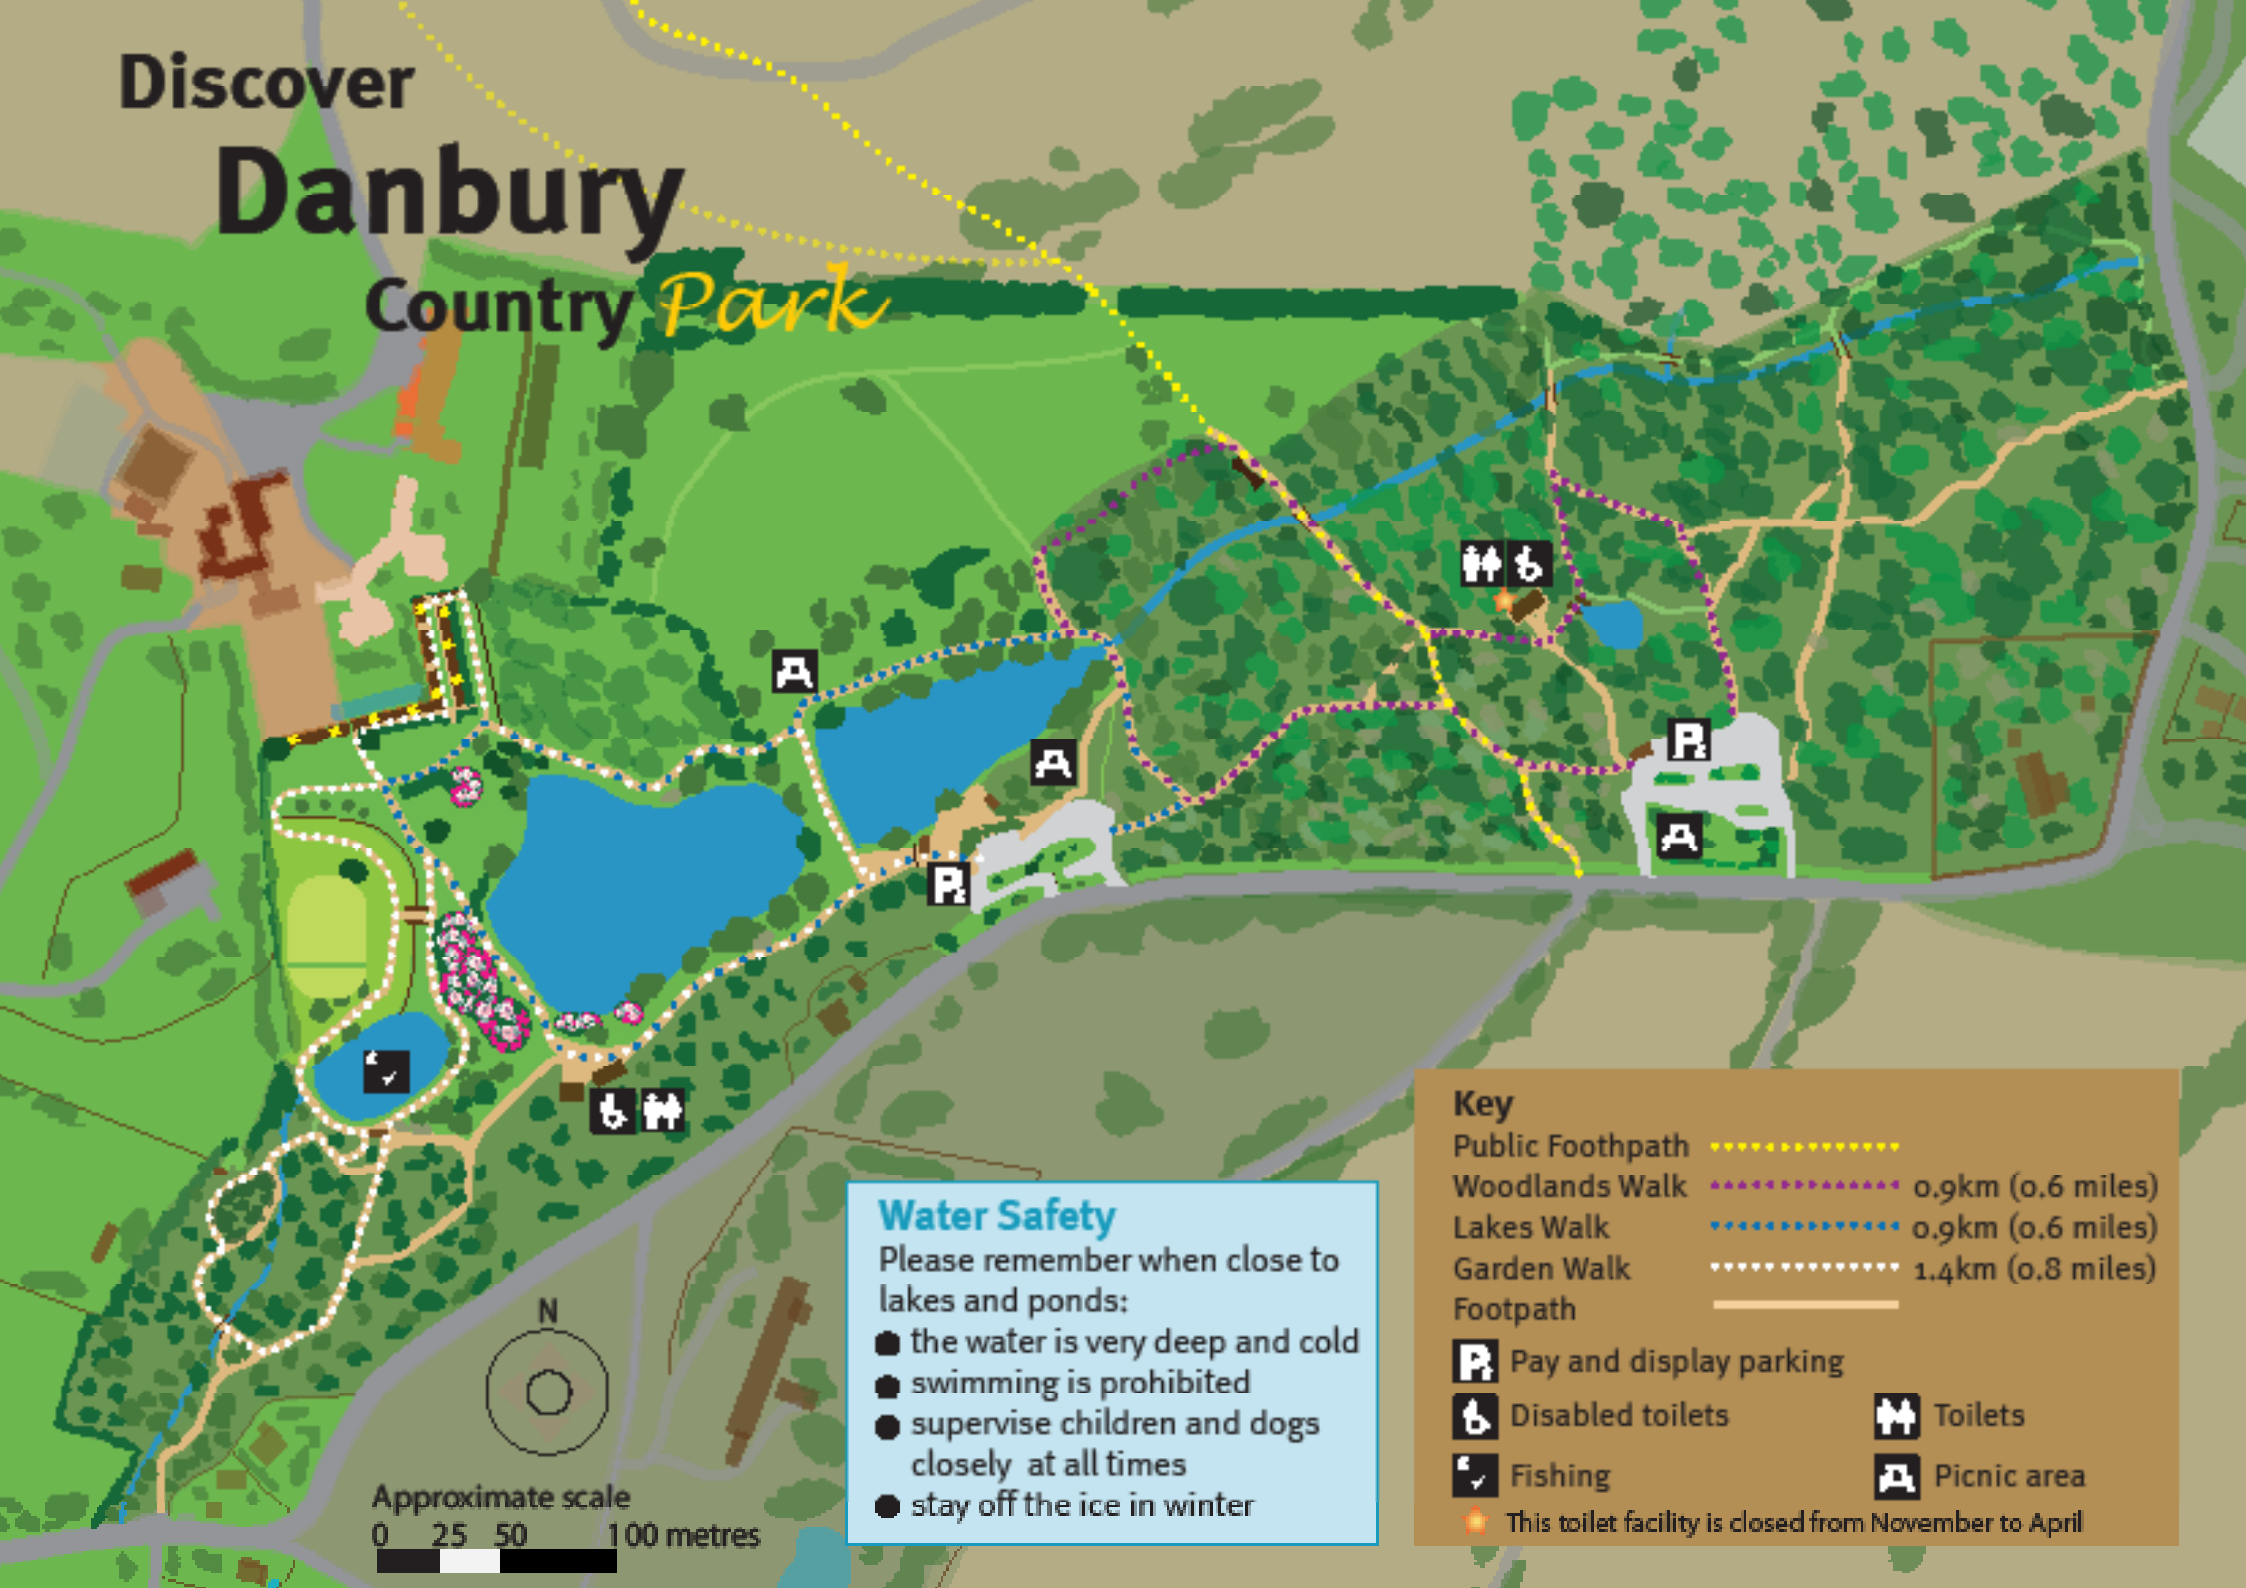 Discover
Danbury
Country Park
N
Approximate scale
0 25 50 100 metres
Water Safety
Please remember when close to
lakes and ponds:
● the water is very deep and cold
● swimming is prohibited
● supervise children and dogs
closely at all times
● stay off the ice in winter
Key
Public Foothpath
Woodlands Walk 0.9km (0.6 miles)
Lakes Walk 0.9km (0.6 miles)
Garden Walk 1.4km (0.8 miles)
Footpath
Pay and display parking
Disabled toilets Toilets
Fishing Picnic area
This toilet facility is closed from November to April